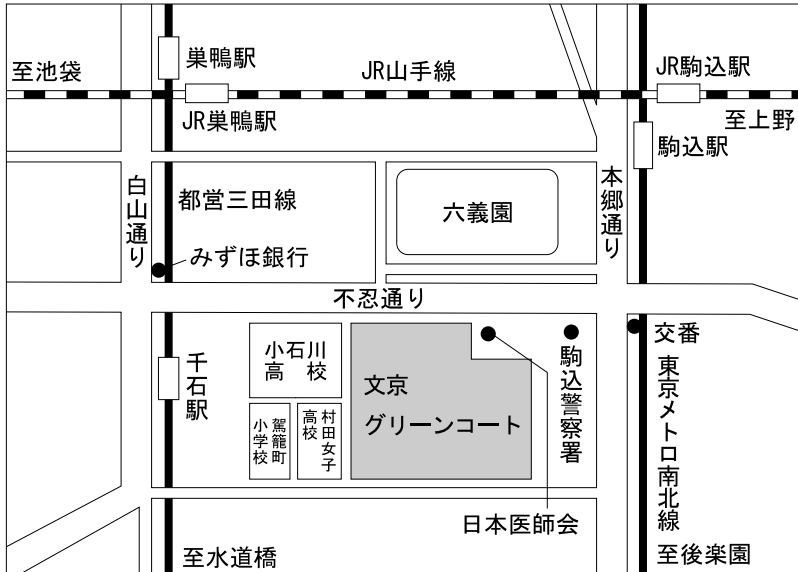 巣鴨駅
至池袋
JR山手線
JR駒込駅
JR巣鴨駅
至上野
駒込駅
白山通り
都営三田線
六義園
本郷通り
みずほ銀行
不忍通り
小石川
高校
千石駅
文京
グリーンコート
駒込警察署
交番
東京メトロ南北線
駕籠町
小学校
村田女子
高校
日本医師会
至水道橋
至後楽園